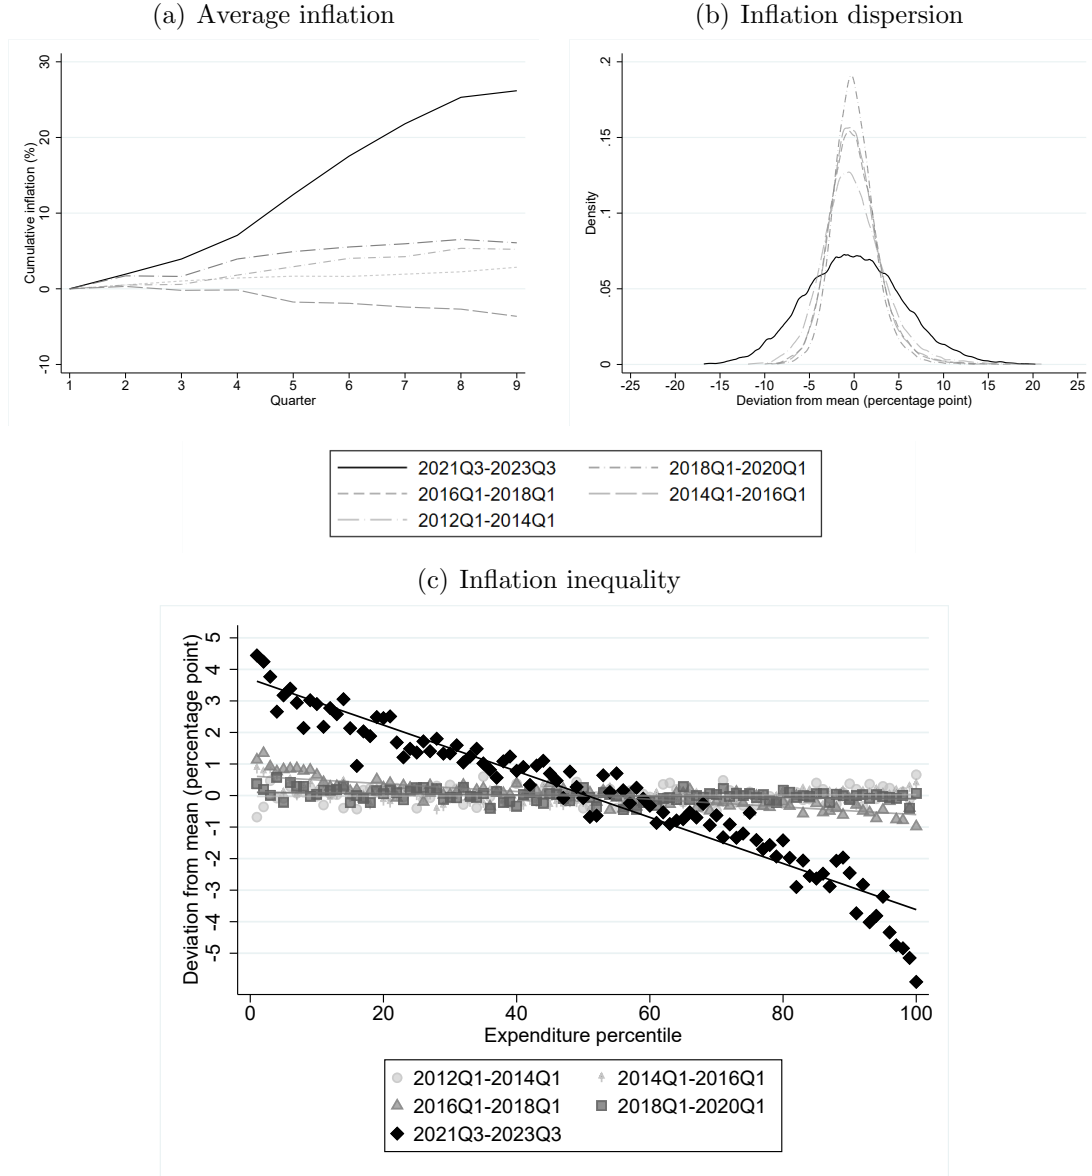 (a) Average inflation
(b) Inflation dispersion
Cumulative inflation (%)
30
20
10
0
-10
1 2 3 4 5 6 7 8 9
Quarter
Density
.2
.15
.1
.05
0
-25 -20 -15 -10 -5 0 5 10 15 20 25
Deviation from mean (percentage point)
2021Q3-2023Q3
2018Q1-2020Q1
2016Q1-2018Q1
2014Q1-2016Q1
2012Q1-2014Q1
(c) Inflation inequality
Deviation from mean (percentage point)
5
4
3
2
1
0
-1
-2
-3
-4
-5
0 20 40 60 80 100
Expenditure percentile
2012Q1-2014Q1
2014Q1-2016Q1
2016Q1-2018Q1
2018Q1-2020Q1
2021Q3-2023Q3